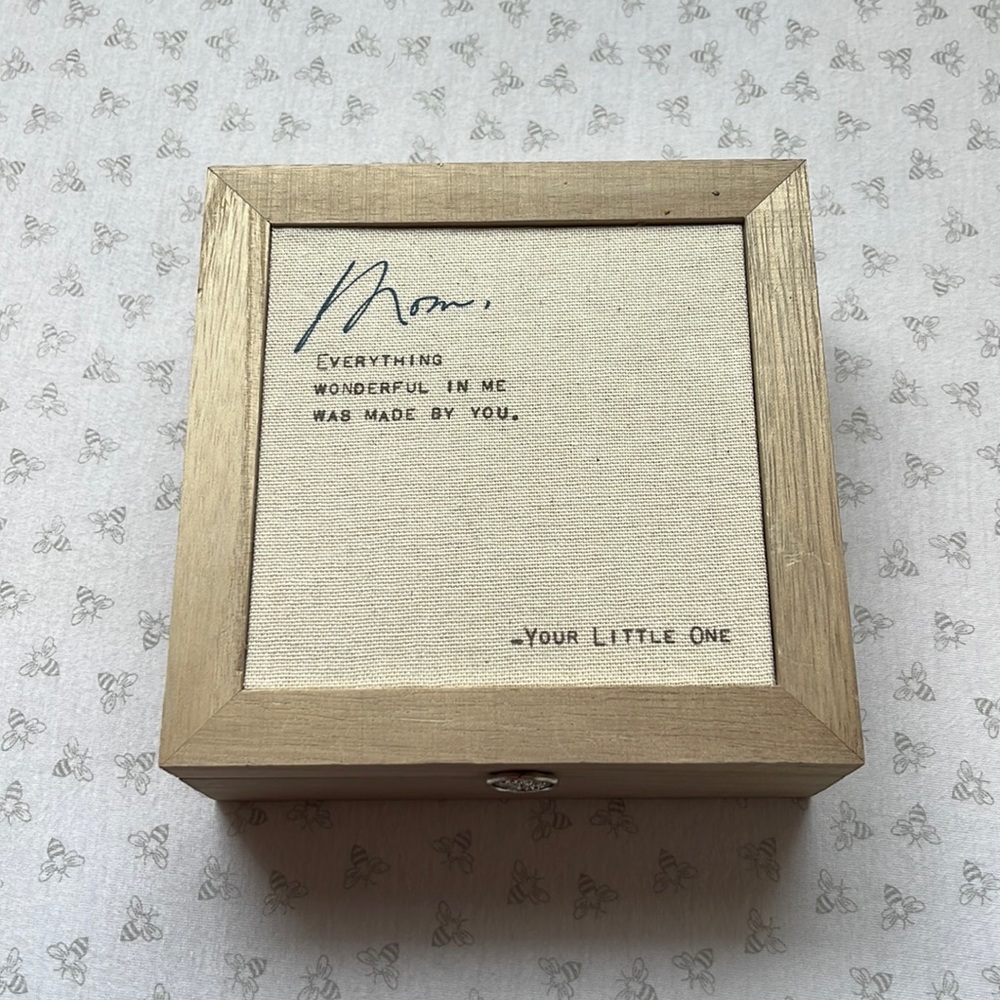 Mom,
EVERYTHING
WONDERFUL IN ME
WAS MADE BY YOU.
-YOUR LITTLE ONE